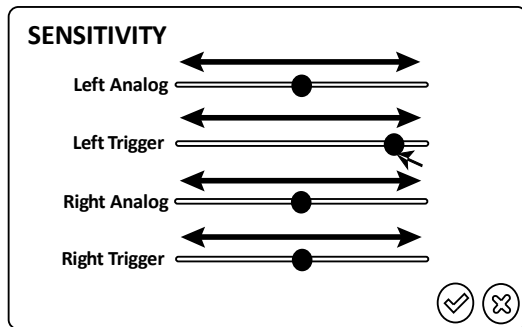 SENSITIVITY
Left Analog
Left Trigger
Right Analog
Right Trigger